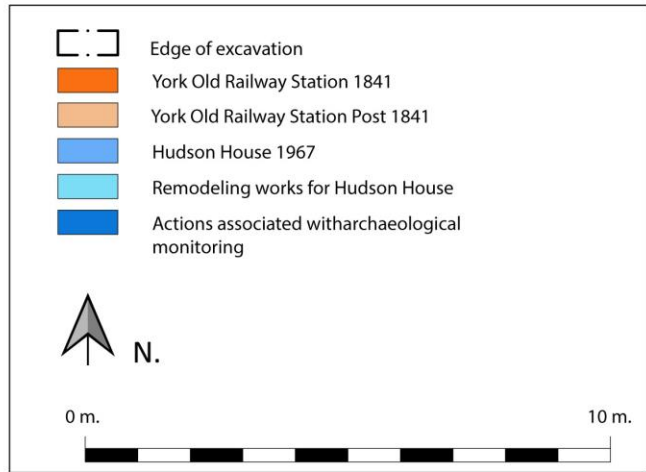 Edge of excavation
York Old Railway Station 1841
York Old Railway Station Post 1841
Hudson House 1967
Remodeling works for Hudson House
Actions associated witharchaeological
monitoring
N.
0 m.
10 m.